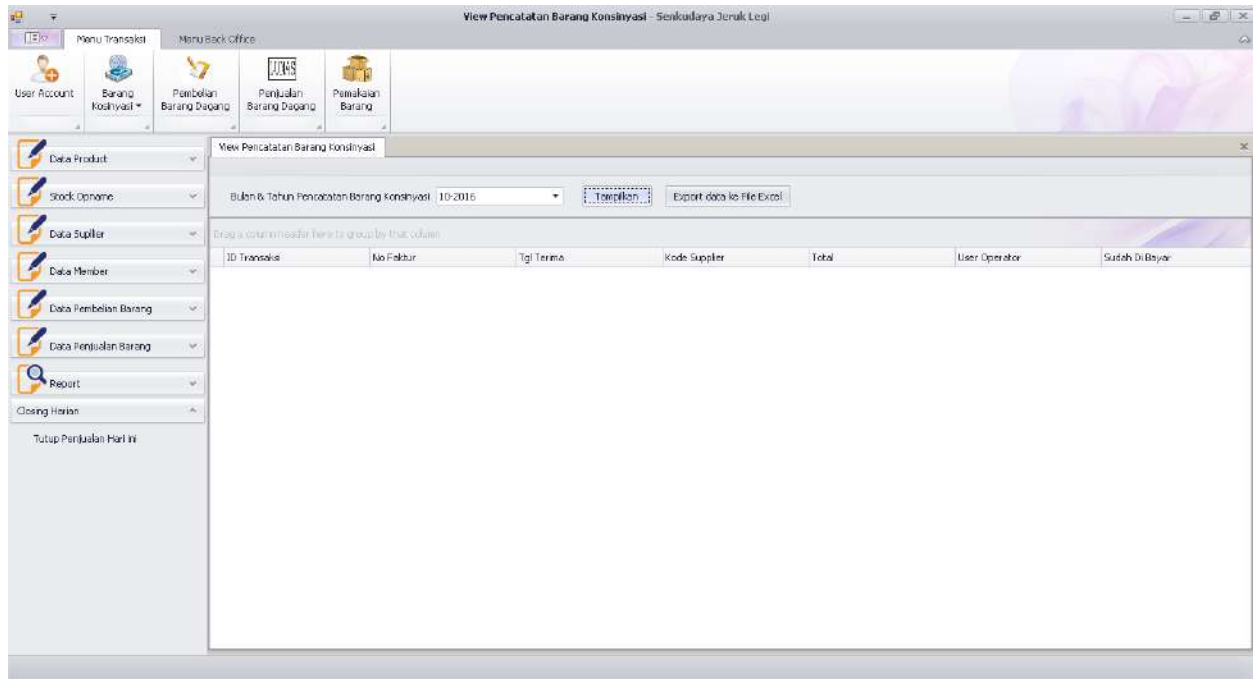 View Pencatatan Barang Konsinyasi - Senkudaya Jeruk Legi
Menu Transaksi
Menu Back Office
User Account
Barang
Kosinyasi
Pembelian
Barang Dagang
LUNAS
Penjualan
Barang Dagang
Pemakaian
Barang
Data Product
Stock Opname
Data Suplier
Data Member
Data Pembelian Barang
Data Penjualan Barang
Report
Closing Harian
Tutup Penjualan Hari ini
View Pencatatan Barang Konsinyasi
Bulan & Tahun Pencatatan Barang Konsinyasi 10-2016 Tampilkan Export data ke File Excel
Drag a column header here to group by that column
ID Transaksi No Faktur Tgl Terima Kode Supplier Total User Operator Sudah Di Bayar